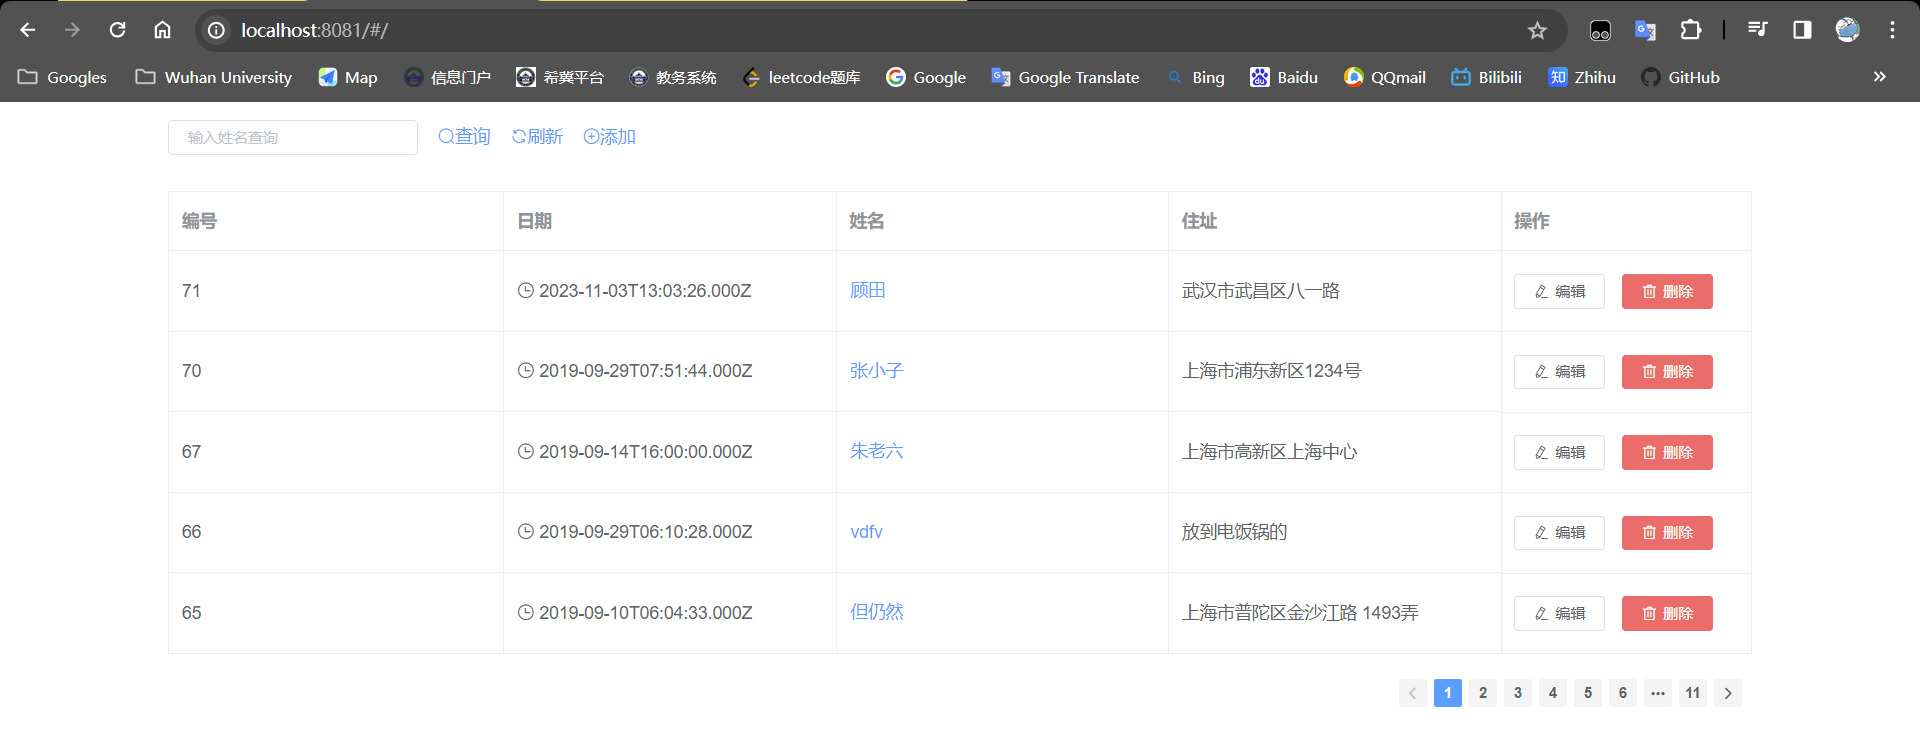 localhost:8081/#/
Googles Wuhan University Map 信息门户 希冀平台 教务系统 leetcode题库 Google Google Translate Bing Baidu QQmail Bilibili 知 Zhihu GitHub
输入姓名查询 查询 刷新 添加
编号 日期 姓名 住址 操作
71 2023-11-03T13:03:26.000Z 顾田 武汉市武昌区八一路 编辑 删除
70 2019-09-29T07:51:44.000Z 张小子 上海市浦东新区1234号 编辑 删除
67 2019-09-14T16:00:00.000Z 朱老六 上海市高新区上海中心 编辑 删除
66 2019-09-29T06:10:28.000Z vdfv 放到电饭锅的 编辑 删除
65 2019-09-10T06:04:33.000Z 但仍然 上海市普陀区金沙江路 1493弄 编辑 删除
1 2 3 4 5 6 ··· 11